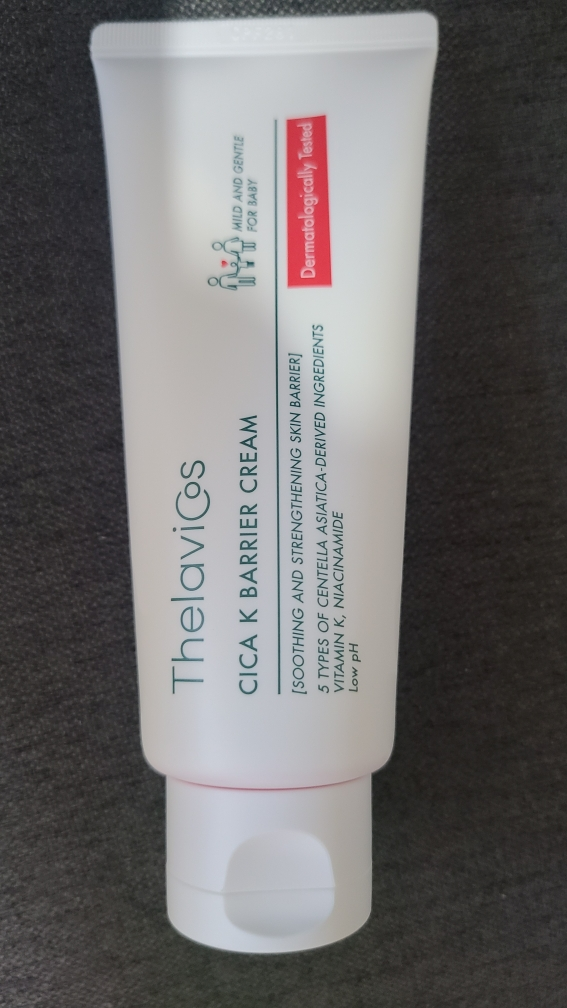 ThelaviCos
CICA K BARRIER CREAM
MILD AND GENTLE
FOR BABY
[SOOTHING AND STRENGTHENING SKIN BARRIER]
5 TYPES OF CENTELLA ASIATICA-DERIVED INGREDIENTS
VITAMIN K, NIACINAMIDE
Low pH
Dermatalogically Tested